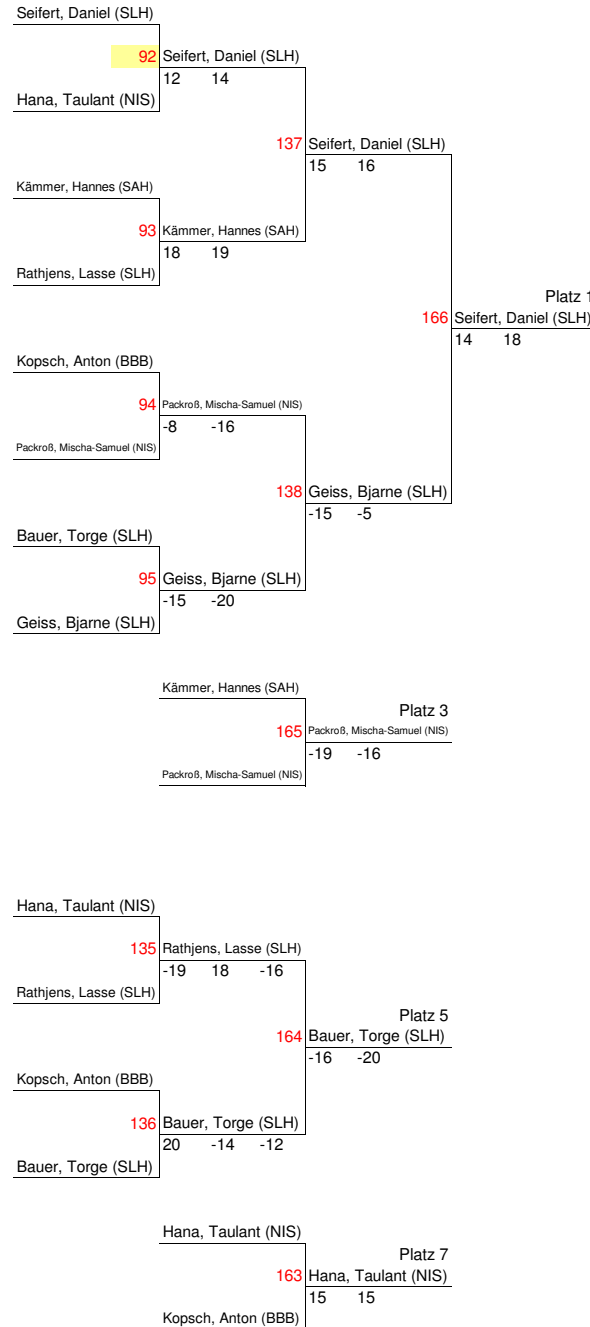 Seifert, Daniel (SLH)
92 Seifert, Daniel (SLH)
12 14
Hana, Taulant (NIS)
137 Seifert, Daniel (SLH)
15 16
Kämmer, Hannes (SAH)
93 Kämmer, Hannes (SAH)
18 19
Rathjens, Lasse (SLH)
Platz 1
166 Seifert, Daniel (SLH)
14 18
Kopsch, Anton (BBB)
94 Packroß, Mischa-Samuel (NIS)
-8 -16
Packroß, Mischa-Samuel (NIS)
138 Geiss, Bjarne (SLH)
-15 -5
Bauer, Torge (SLH)
95 Geiss, Bjarne (SLH)
-15 -20
Geiss, Bjarne (SLH)
Kämmer, Hannes (SAH)
Platz 3
165 Packroß, Mischa-Samuel (NIS)
-19 -16
Packroß, Mischa-Samuel (NIS)
Hana, Taulant (NIS)
135 Rathjens, Lasse (SLH)
-19 18 -16
Rathjens, Lasse (SLH)
Platz 5
164 Bauer, Torge (SLH)
-16 -20
Kopsch, Anton (BBB)
136 Bauer, Torge (SLH)
20 -14 -12
Bauer, Torge (SLH)
Hana, Taulant (NIS)
Platz 7
163 Hana, Taulant (NIS)
15 15
Kopsch, Anton (BBB)